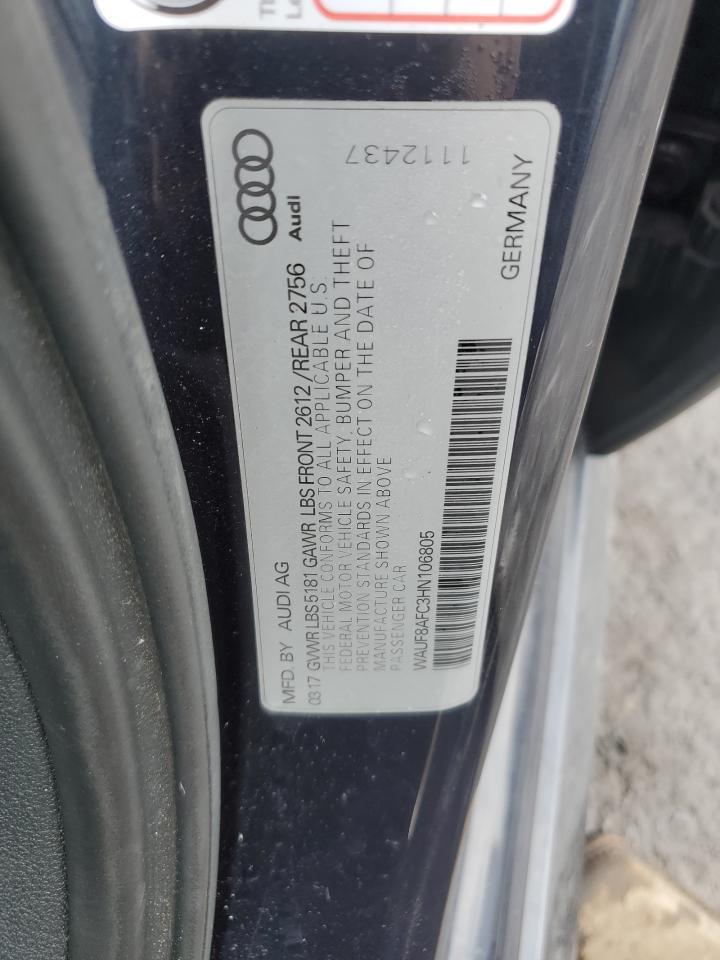 Audi
1112437
MFD. BY AUDI AG
03.17 GVWR LBS 5181 GAWR LBS FRONT 2612 /REAR 2756
THIS VEHICLE CONFORMS TO ALL APPLICABLE U.S.
FEDERAL MOTOR VEHICLE SAFETY, BUMPER AND THEFT
PREVENTION STANDARDS IN EFFECT ON THE DATE OF
MANUFACTURE SHOWN ABOVE
PASSENGER CAR
WAUF8AFC3HN106805
GERMANY